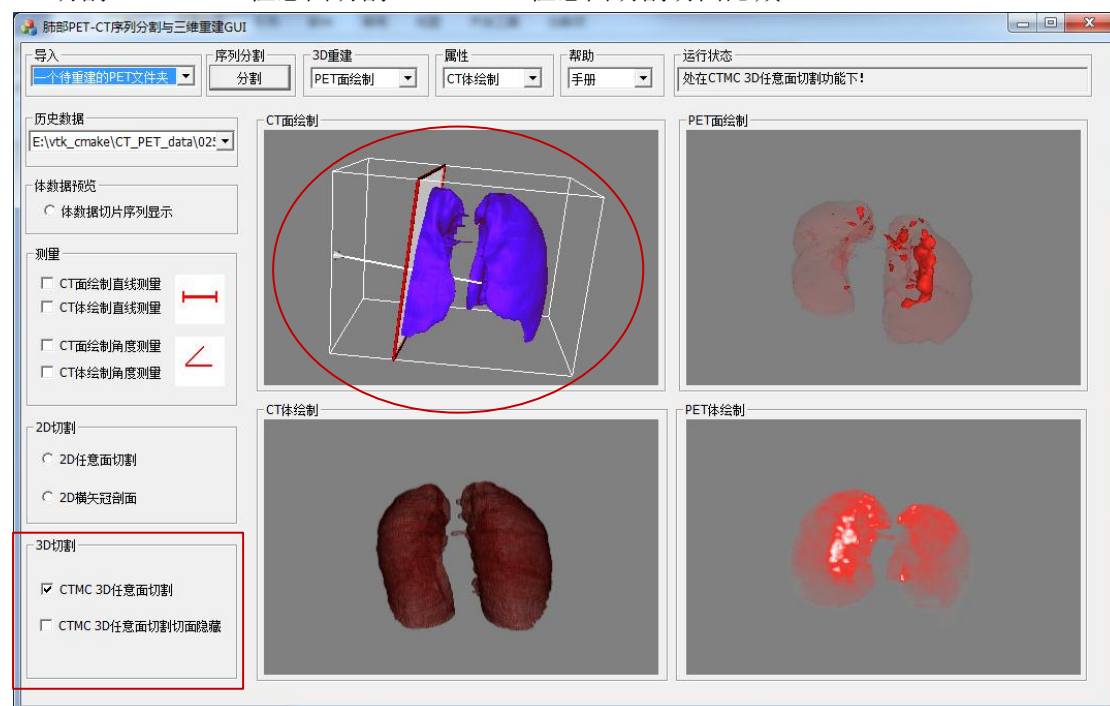 肺部PET-CT序列分割与三维重建GUI
导入
一个待重建的PET文件夹
序列分割
分割
3D重建
PET面绘制
属性
CT体绘制
帮助
手册
运行状态
处在CTMC 3D任意面切割功能下!
历史数据
E:\vtk_cmake\CT_PET_data\02
体数据预览
体数据切片序列显示
测量
CT面绘制直线测量
CT体绘制直线测量
CT面绘制角度测量
CT体绘制角度测量
2D切割
2D任意面切割
2D横矢冠剖面
3D切割
CTMC 3D任意面切割
CTMC 3D任意面切割切面隐藏
CT面绘制
PET面绘制
CT体绘制
PET体绘制